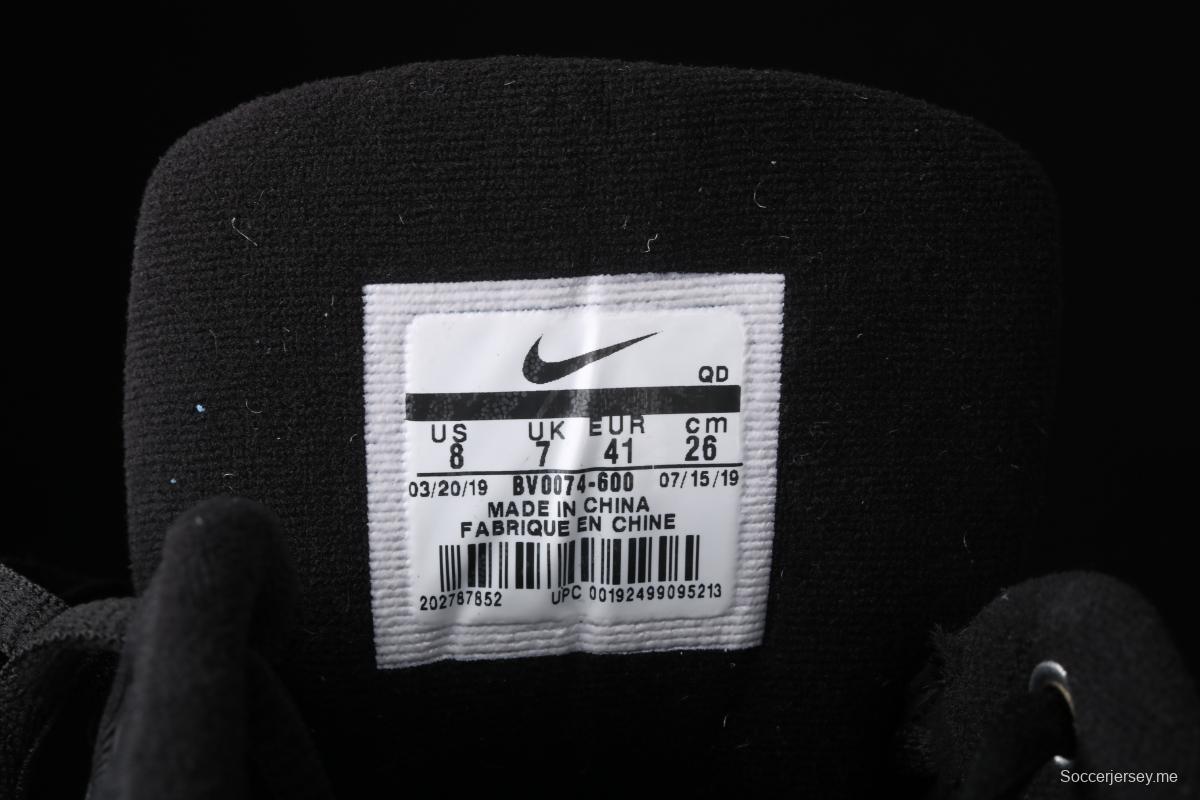 QD
US UK EUR cm
8 7 41 26
03/20/19 BV0074-600 07/15/19
MADE IN CHINA
FABRIQUE EN CHINE
202787852 UPC 00192499095213
Soccerjersey.me